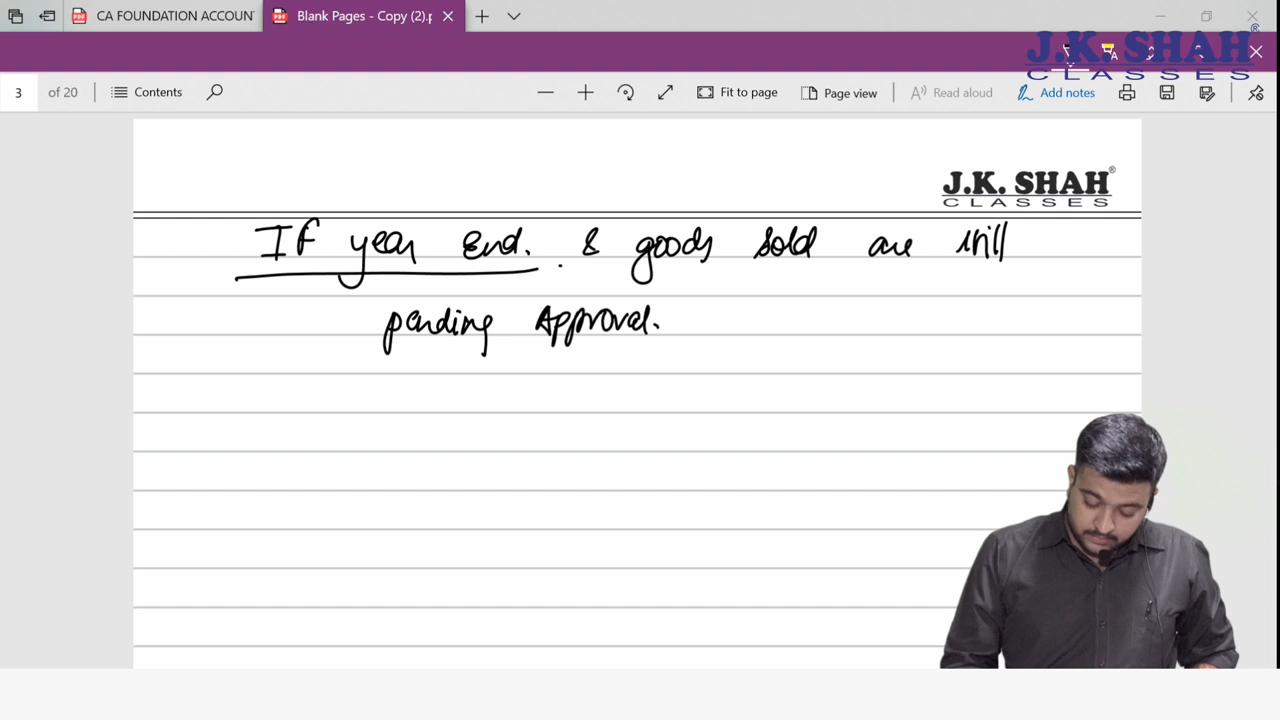 CA FOUNDATION ACCOUN
Blank Pages - Copy (2).p
J.K. SHAH®
CLASSES
3 of 20
Contents
Fit to page
Page view
Read aloud
Add notes
J.K. SHAH®
CLASSES
If year end. & goods sold are still
pending Approval.